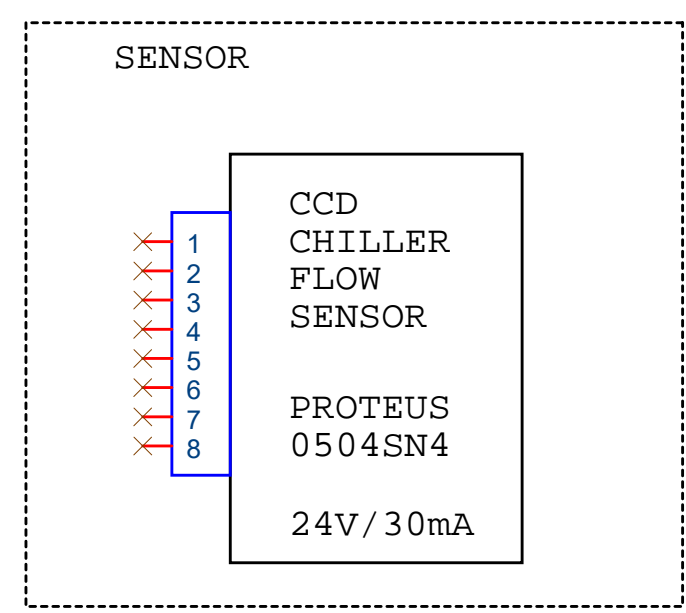 SENSOR
CCD
CHILLER
FLOW
SENSOR
PROTEUS
0504SN4
24V/30mA
1
2
3
4
5
6
7
8